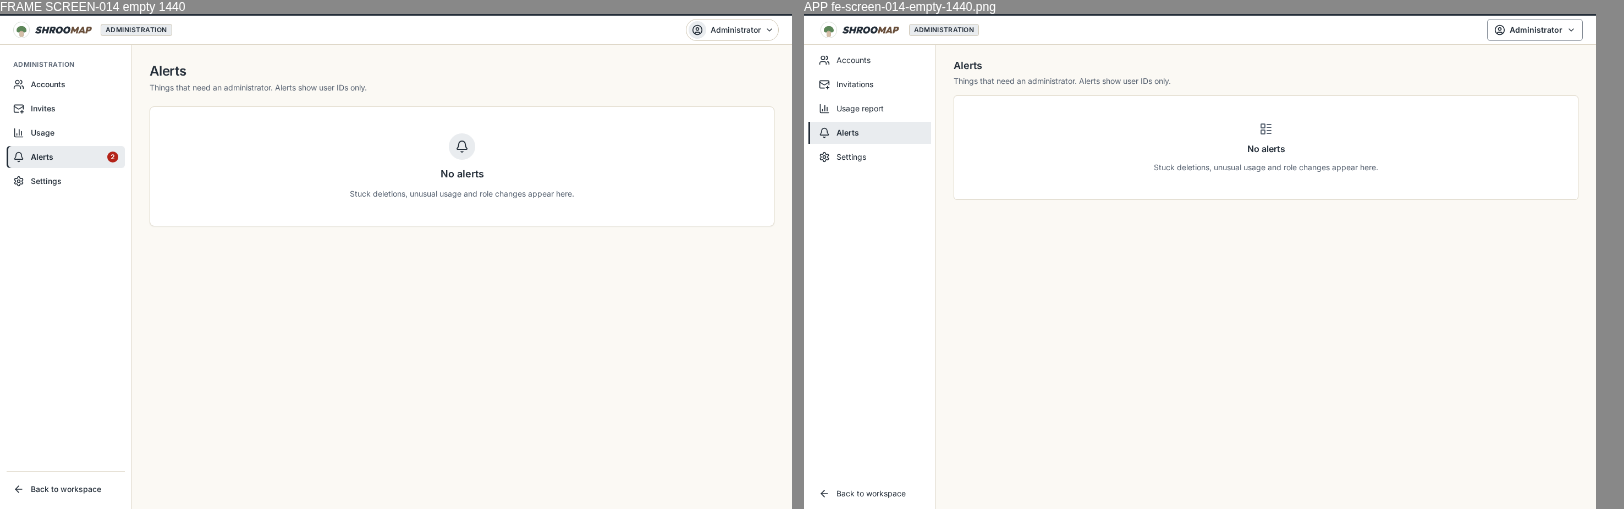 FRAME SCREEN-014 empty 1440
SHROOMAP ADMINISTRATION
Administrator
ADMINISTRATION
Accounts
Invites
Usage
Alerts 2
Settings
Back to workspace
Alerts
Things that need an administrator. Alerts show user IDs only.
No alerts
Stuck deletions, unusual usage and role changes appear here.
APP fe-screen-014-empty-1440.png
SHROOMAP ADMINISTRATION
Administrator
Accounts
Invitations
Usage report
Alerts
Settings
Back to workspace
Alerts
Things that need an administrator. Alerts show user IDs only.
No alerts
Stuck deletions, unusual usage and role changes appear here.